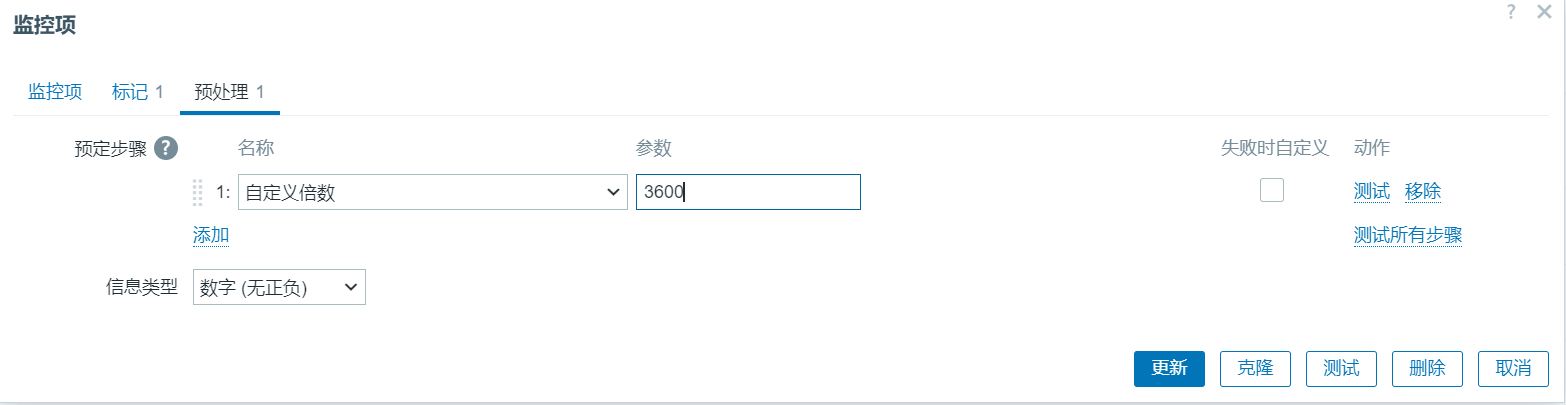 监控项
? ×
监控项 标记 1 预处理 1
预定步骤 ? 名称 参数 失败时自定义 动作
1: 自定义倍数 3600 测试 移除
添加 测试所有步骤
信息类型 数字 (无正负)
更新 克隆 测试 删除 取消